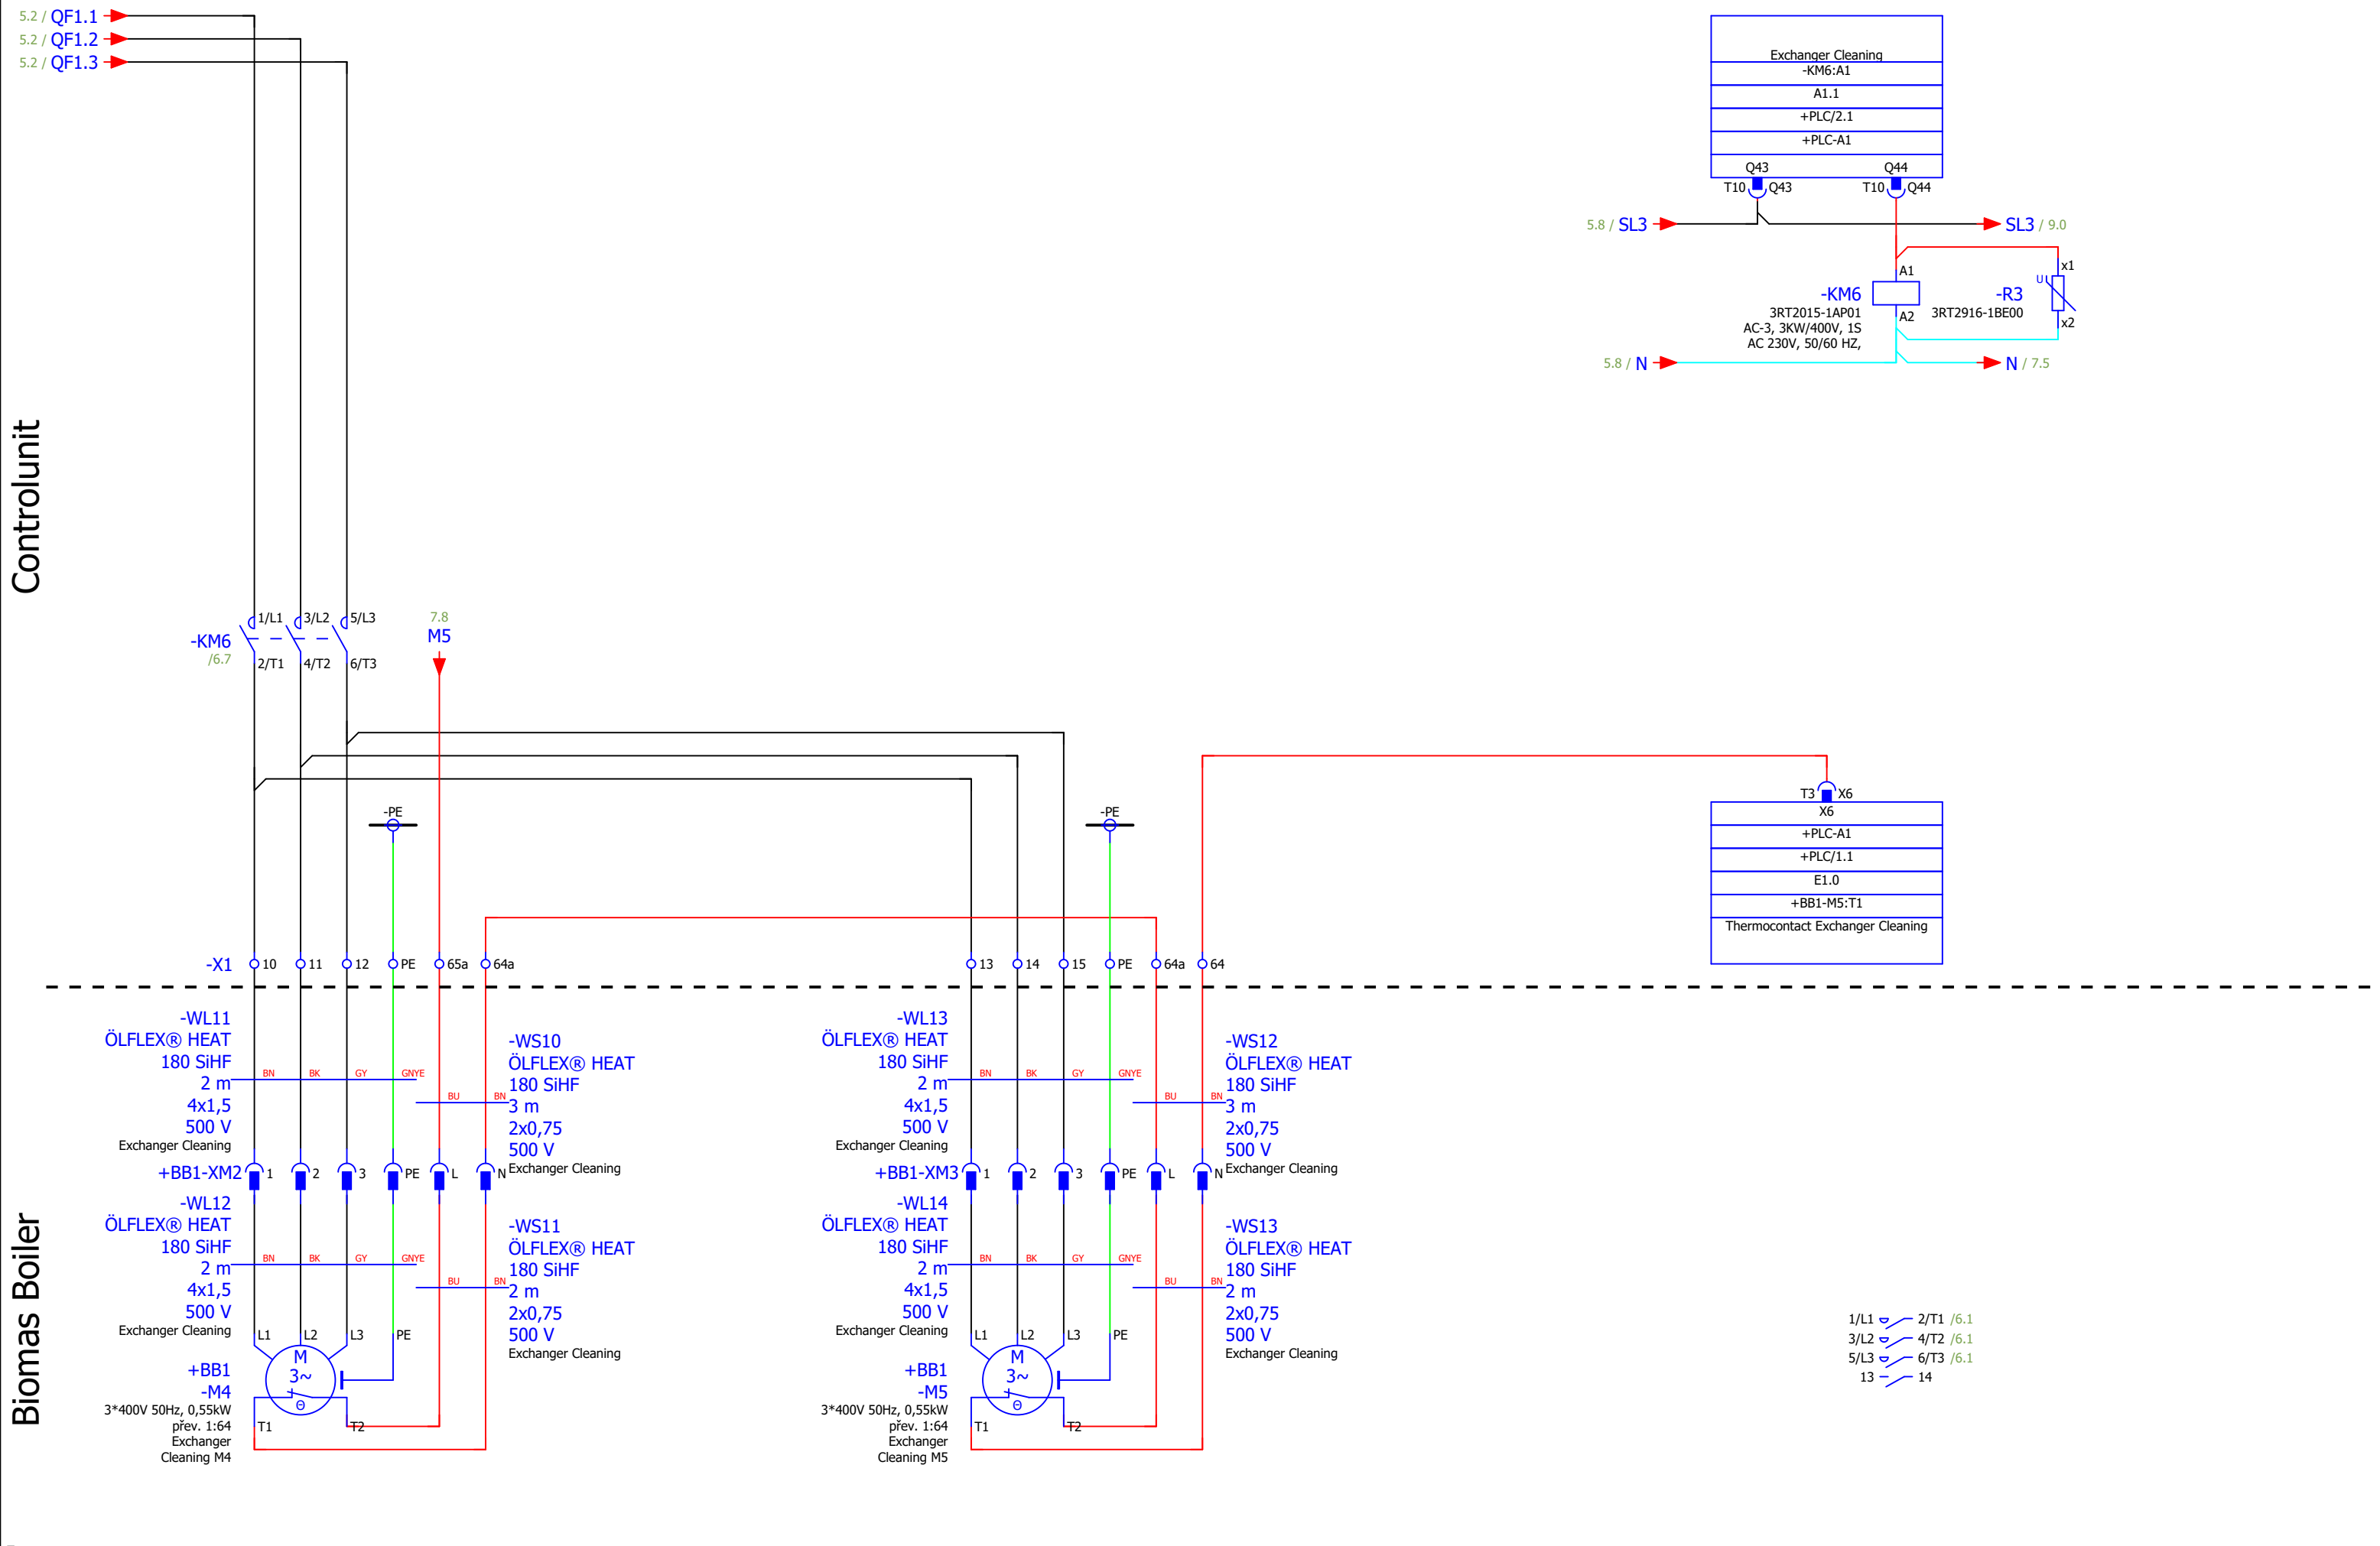 5.2 / QF1.1
5.2 / QF1.2
5.2 / QF1.3
Controlunit
Exchanger Cleaning
-KM6:A1
A1.1
+PLC/2.1
+PLC-A1
Q43 Q44
T10 Q43 T10 Q44
5.8 / SL3 SL3 / 9.0
A1 x1
U
-KM6 -R3
3RT2015-1AP01 A2 3RT2916-1BE00 x2
AC-3, 3KW/400V, 1S
AC 230V, 50/60 HZ,
5.8 / N N / 7.5
1/L1 3/L2 5/L3 7.8
-KM6 M5
/6.7 2/T1 4/T2 6/T3
-PE -PE
T3 X6
X6
+PLC-A1
+PLC/1.1
E1.0
+BB1-M5:T1
Thermocontact Exchanger Cleaning
-X1 10 11 12 PE 65a 64a 13 14 15 PE 64a 64
Biomas Boiler
-WL11
ÖLFLEX® HEAT
180 SiHF
2 m
4x1,5
500 V
Exchanger Cleaning
BN BK GY GNYE
BU BN
-WS10
ÖLFLEX® HEAT
180 SiHF
3 m
2x0,75
500 V
Exchanger Cleaning
-WL13
ÖLFLEX® HEAT
180 SiHF
2 m
4x1,5
500 V
Exchanger Cleaning
BN BK GY GNYE
BU BN
-WS12
ÖLFLEX® HEAT
180 SiHF
3 m
2x0,75
500 V
Exchanger Cleaning
+BB1-XM2 1 2 3 PE L N
+BB1-XM3 1 2 3 PE L N
-WL12
ÖLFLEX® HEAT
180 SiHF
2 m
4x1,5
500 V
Exchanger Cleaning
BN BK GY GNYE
BU BN
-WS11
ÖLFLEX® HEAT
180 SiHF
2 m
2x0,75
500 V
Exchanger Cleaning
-WL14
ÖLFLEX® HEAT
180 SiHF
2 m
4x1,5
500 V
Exchanger Cleaning
BN BK GY GNYE
BU BN
-WS13
ÖLFLEX® HEAT
180 SiHF
2 m
2x0,75
500 V
Exchanger Cleaning
L1 L2 L3 PE
M
3~
Θ
T1 T2
+BB1
-M4
3*400V 50Hz, 0,55kW
přev. 1:64
Exchanger
Cleaning M4
L1 L2 L3 PE
M
3~
Θ
T1 T2
+BB1
-M5
3*400V 50Hz, 0,55kW
přev. 1:64
Exchanger
Cleaning M5
1/L1 2/T1 /6.1
3/L2 4/T2 /6.1
5/L3 6/T3 /6.1
13 14